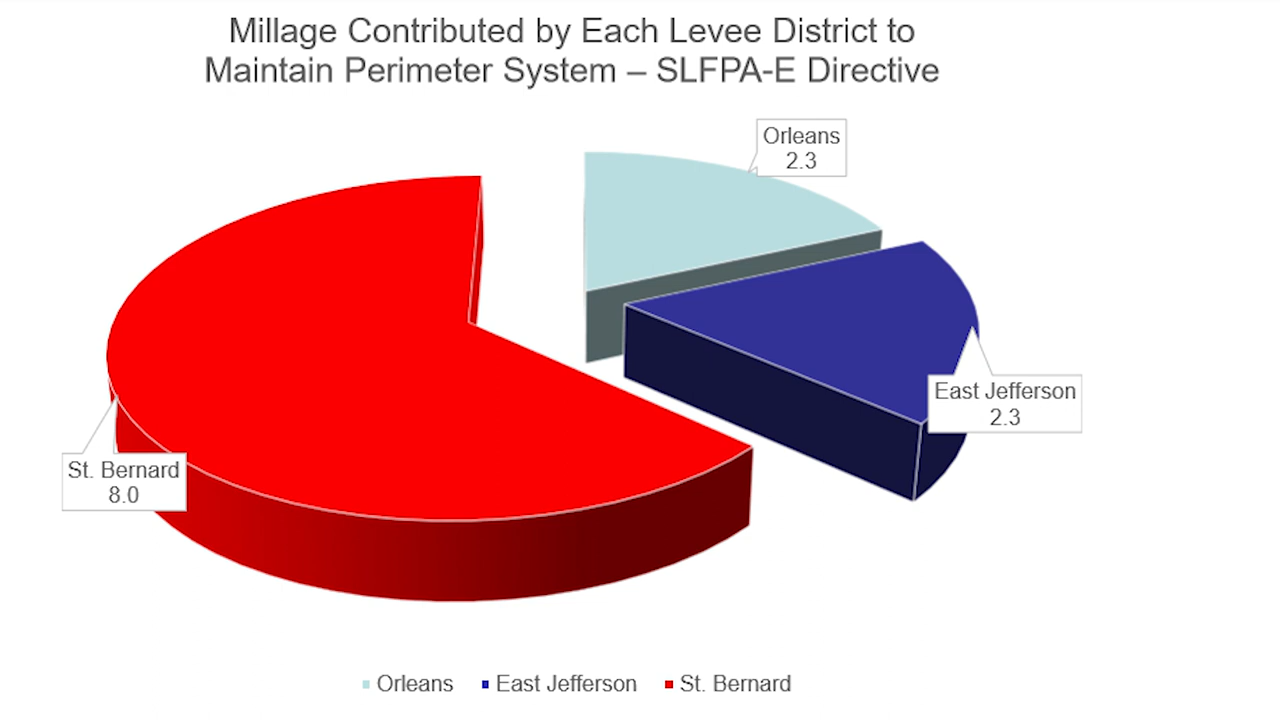 Millage Contributed by Each Levee District to
Maintain Perimeter System – SLFPA-E Directive
Orleans
2.3
East Jefferson
2.3
St. Bernard
8.0
Orleans East Jefferson St. Bernard